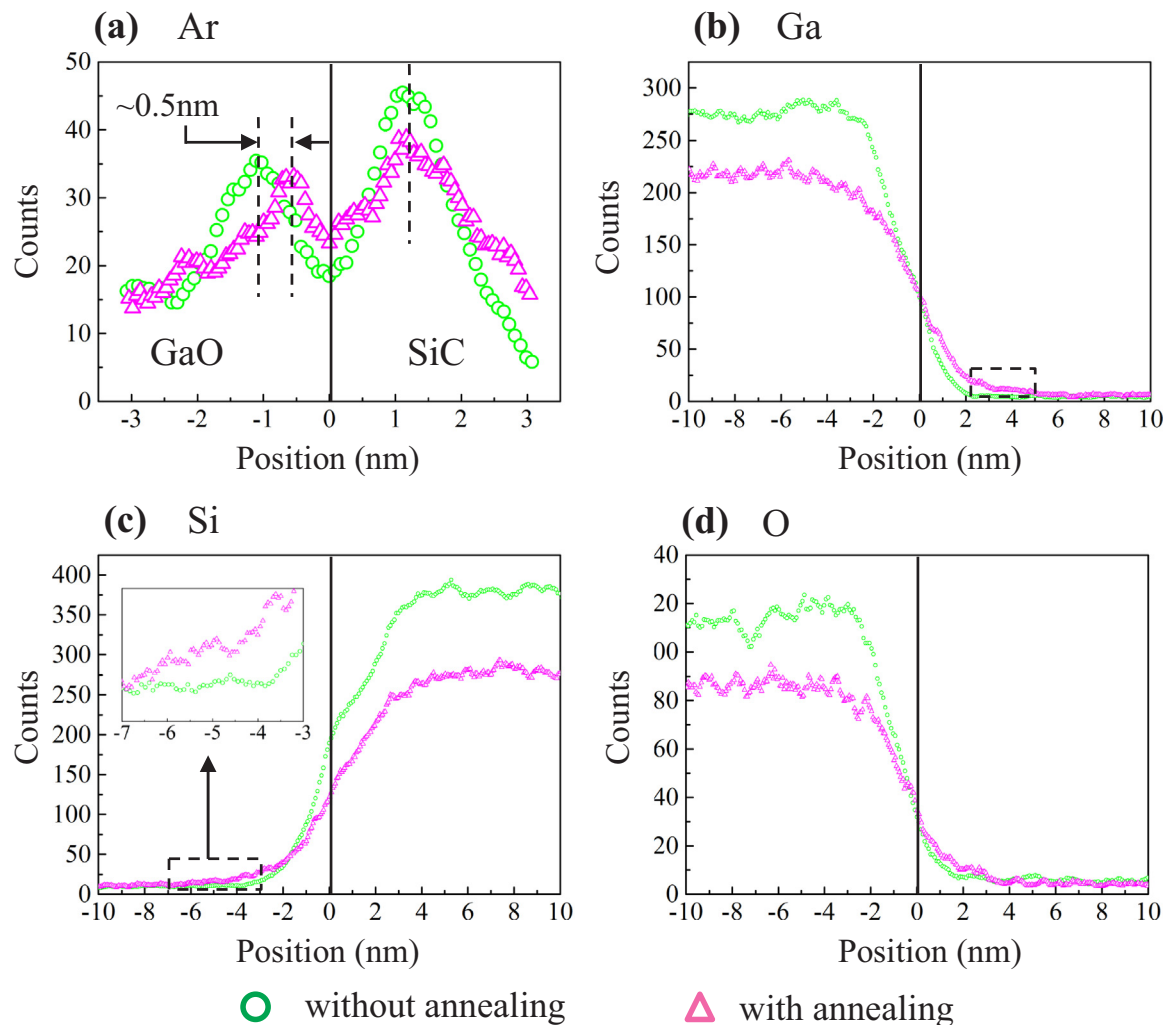 (a) Ar
50
40
30
20
10
0
Counts
~0.5nm
GaO
SiC
-3 -2 -1 0 1 2 3
Position (nm)
(b) Ga
300
250
200
150
100
50
0
Counts
-10 -8 -6 -4 -2 0 2 4 6 8 10
Position (nm)
(c) Si
400
350
300
250
200
150
100
50
0
Counts
-7 -6 -5 -4 -3
-10 -8 -6 -4 -2 0 2 4 6 8 10
Position (nm)
(d) O
40
20
00
80
60
40
20
0
Counts
-10 -8 -6 -4 -2 0 2 4 6 8 10
Position (nm)
without annealing
with annealing